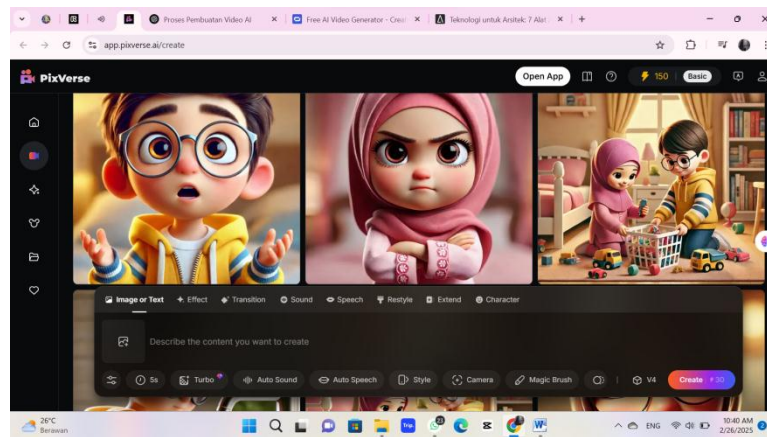 Proses Pembuatan Video AI
Free AI Video Generator - Crea
Teknologi untuk Arsitek: 7 Alat
app.pixverse.ai/create
PixVerse
Open App
150
Basic
Image or Text Effect Transition Sound Speech Restyle Extend Character
Describe the content you want to create
5s Turbo Auto Sound Auto Speech Style Camera Magic Brush V4 Create 30
26°C
Berawan
Trip.
ENG
10:40 AM
2/26/2025